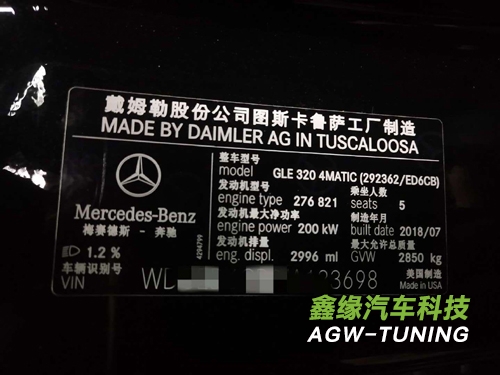 戴姆勒股份公司图斯卡鲁萨工厂制造
MADE BY DAIMLER AG IN TUSCALOOSA
整车型号
model GLE 320 4MATIC (292362/ED6CB)
发动机型号 乘坐人数
engine type 276 821 seats 5
发动机最大净功率 制造年月
engine power 200 kW built date 2018/07
发动机排量 最大允许总质量
eng. displ. 2996 ml GVW 2850 kg
Mercedes-Benz
梅赛德斯 - 奔驰
1.2 %
车辆识别号 美国制造
VIN WD 23698 Made in USA
鑫缘汽车科技
AGW-TUNING